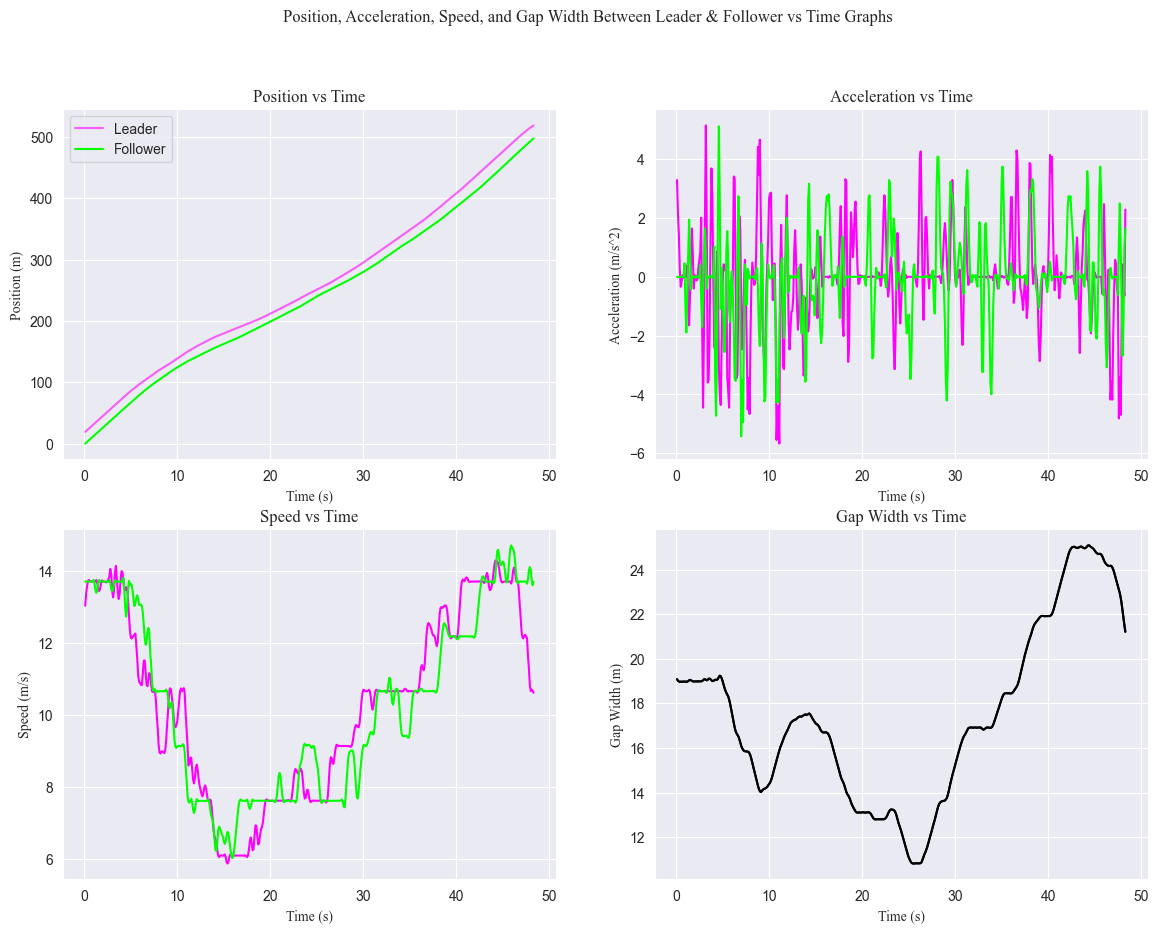 Position, Acceleration, Speed, and Gap Width Between Leader & Follower vs Time Graphs
Position vs Time
Leader
Follower
Position (m)
500
400
300
200
100
0
0 10 20 30 40 50
Time (s)
Acceleration vs Time
Acceleration (m/s^2)
4
2
0
−2
−4
−6
0 10 20 30 40 50
Time (s)
Speed vs Time
Speed (m/s)
14
12
10
8
6
0 10 20 30 40 50
Time (s)
Gap Width vs Time
Gap Width (m)
24
22
20
18
16
14
12
0 10 20 30 40 50
Time (s)